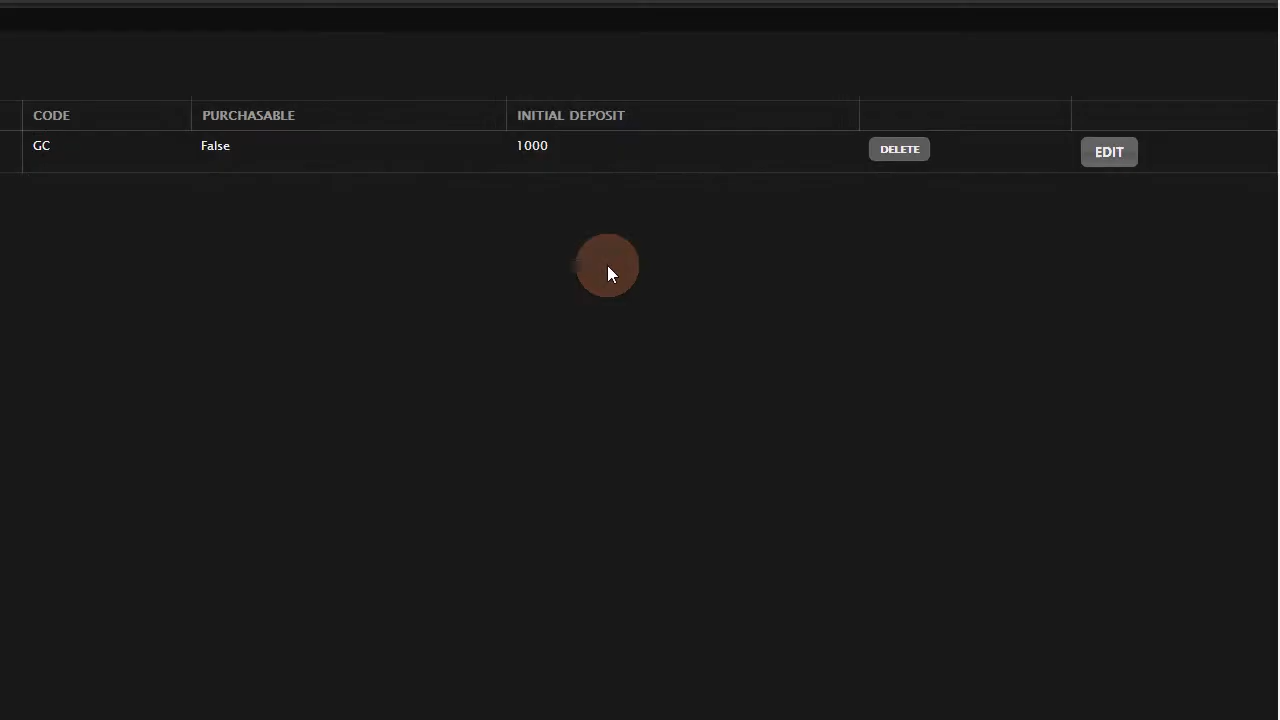 CODE PURCHASABLE INITIAL DEPOSIT
GC False 1000 DELETE EDIT